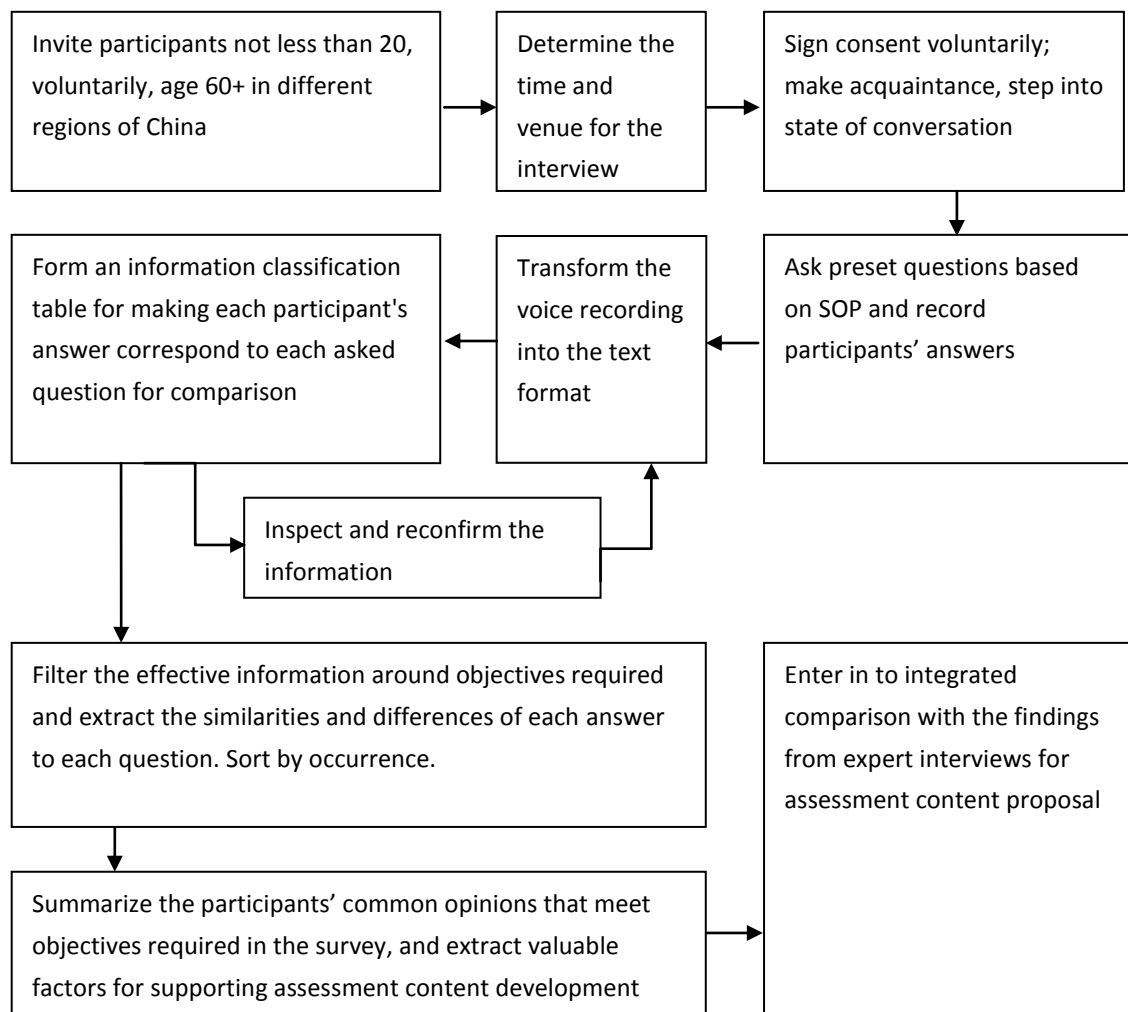 Invite participants not less than 20,
voluntarily, age 60+ in different
regions of China
Determine the
time and
venue for the
interview
Sign consent voluntarily;
make acquaintance, step into
state of conversation
Ask preset questions based
on SOP and record
participants’ answers
Transform the
voice recording
into the text
format
Form an information classification
table for making each participant's
answer correspond to each asked
question for comparison
Inspect and reconfirm the
information
Filter the effective information around objectives required
and extract the similarities and differences of each answer
to each question. Sort by occurrence.
Summarize the participants’ common opinions that meet
objectives required in the survey, and extract valuable
factors for supporting assessment content development
Enter in to integrated
comparison with the findings
from expert interviews for
assessment content proposal